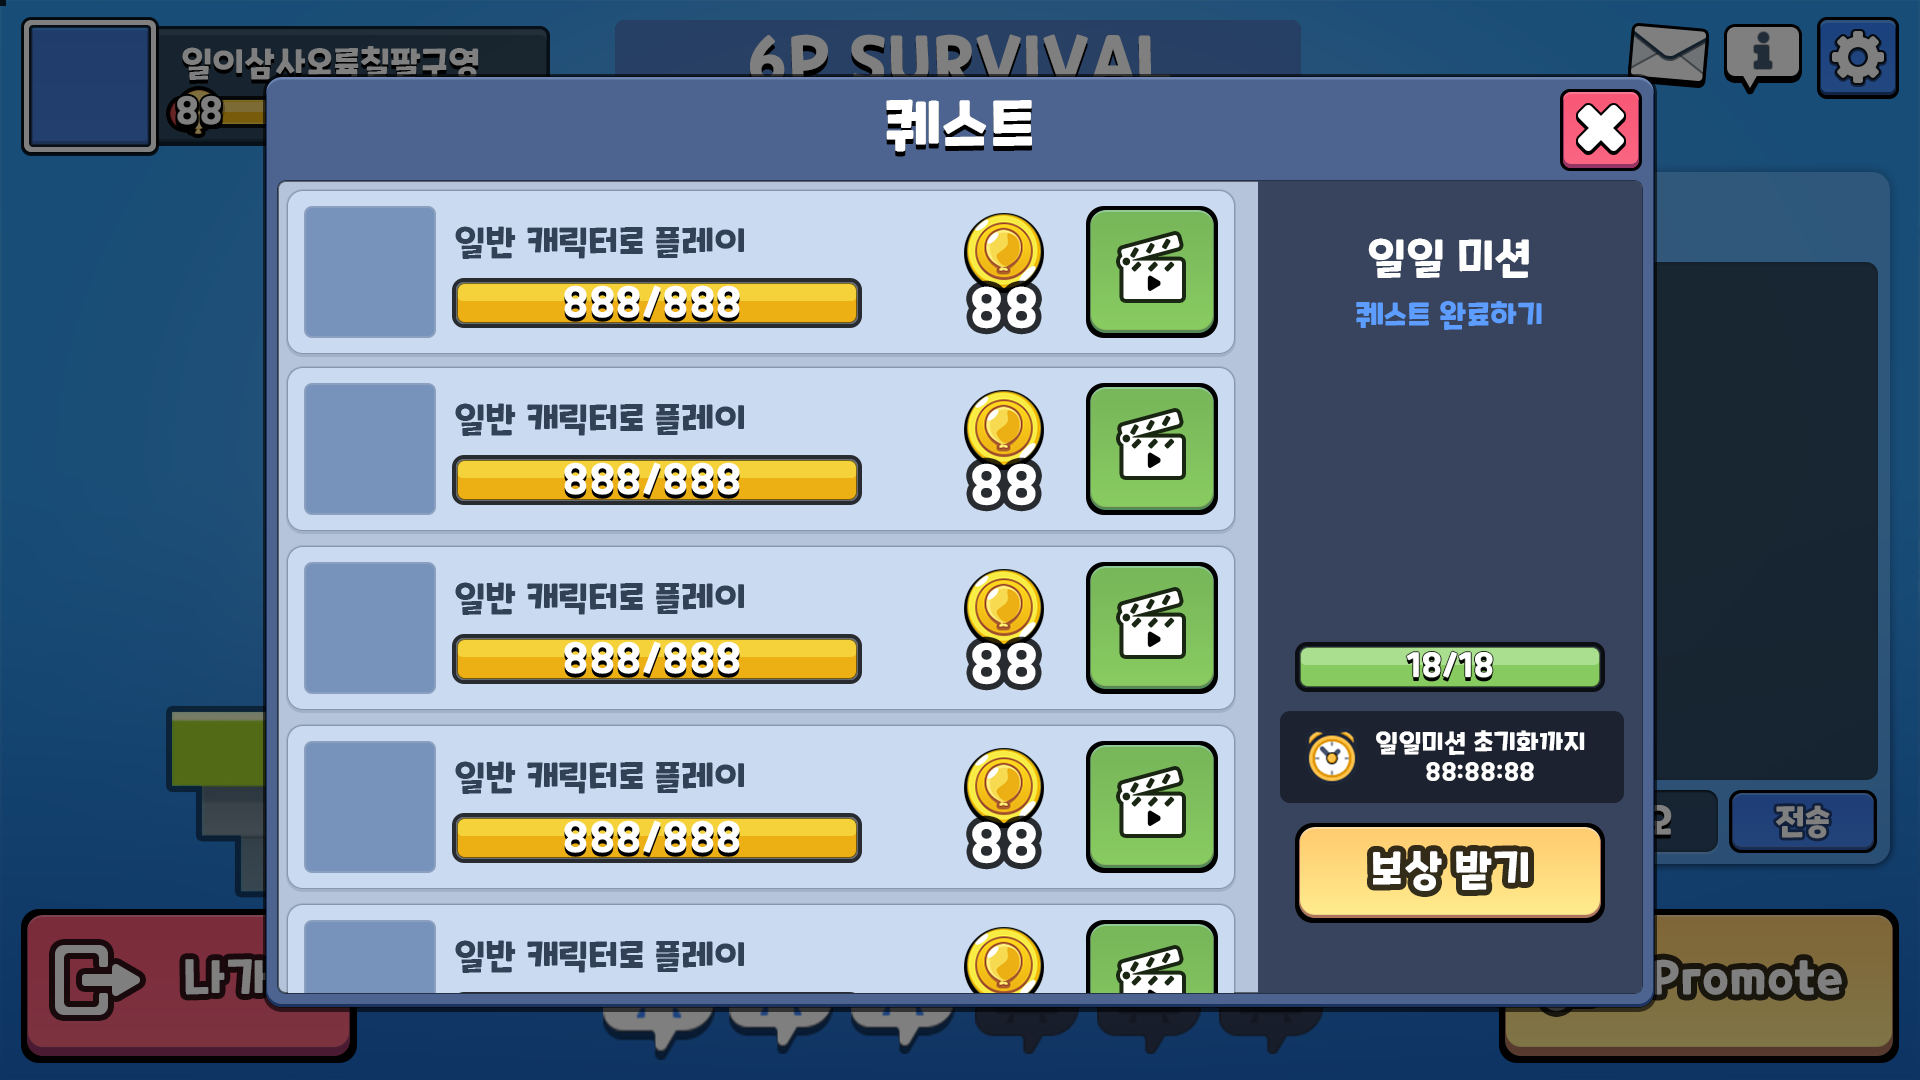 일이삼사오륙칠팔구영
88
6P SURVIVAL
퀘스트
일반 캐릭터로 플레이
888/888
88
일반 캐릭터로 플레이
888/888
88
일반 캐릭터로 플레이
888/888
88
일반 캐릭터로 플레이
888/888
88
일반 캐릭터로 플레이
일일 미션
퀘스트 완료하기
18/18
일일미션 초기화까지
88:88:88
보상 받기
2
전송
나가
Promote